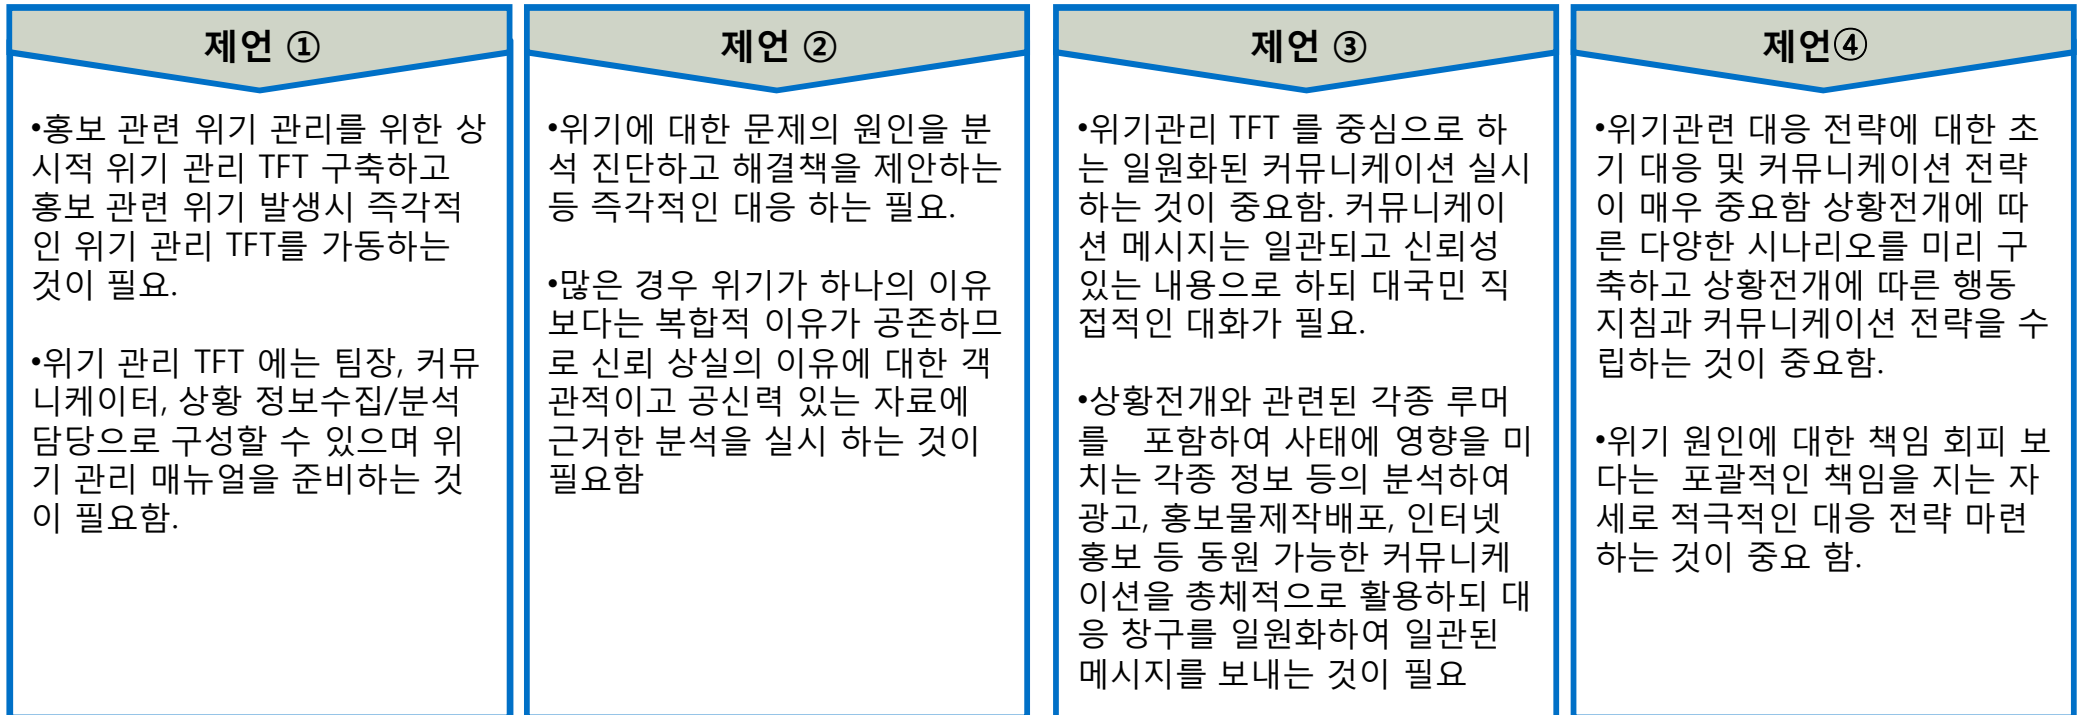 제언 ①
•홍보 관련 위기 관리를 위한 상
시적 위기 관리 TFT 구축하고
홍보 관련 위기 발생시 즉각적
인 위기 관리 TFT를 가동하는
것이 필요.
•위기 관리 TFT 에는 팀장, 커뮤
니케이터, 상황 정보수집/분석
담당으로 구성할 수 있으며 위
기 관리 매뉴얼을 준비하는 것
이 필요함.
제언 ②
•위기에 대한 문제의 원인을 분
석 진단하고 해결책을 제안하는
등 즉각적인 대응 하는 필요.
•많은 경우 위기가 하나의 이유
보다는 복합적 이유가 공존하므
로 신뢰 상실의 이유에 대한 객
관적이고 공신력 있는 자료에
근거한 분석을 실시 하는 것이
필요함
제언 ③
•위기관리 TFT 를 중심으로 하
는 일원화된 커뮤니케이션 실시
하는 것이 중요함. 커뮤니케이
션 메시지는 일관되고 신뢰성
있는 내용으로 하되 대국민 직
접적인 대화가 필요.
•상황전개와 관련된 각종 루머
를 포함하여 사태에 영향을 미
치는 각종 정보 등의 분석하여
광고, 홍보물제작배포, 인터넷
홍보 등 동원 가능한 커뮤니케
이션을 총체적으로 활용하되 대
응 창구를 일원화하여 일관된
메시지를 보내는 것이 필요
제언④
•위기관련 대응 전략에 대한 초
기 대응 및 커뮤니케이션 전략
이 매우 중요함 상황전개에 따
른 다양한 시나리오를 미리 구
축하고 상황전개에 따른 행동
지침과 커뮤니케이션 전략을 수
립하는 것이 중요함.
•위기 원인에 대한 책임 회피 보
다는 포괄적인 책임을 지는 자
세로 적극적인 대응 전략 마련
하는 것이 중요 함.